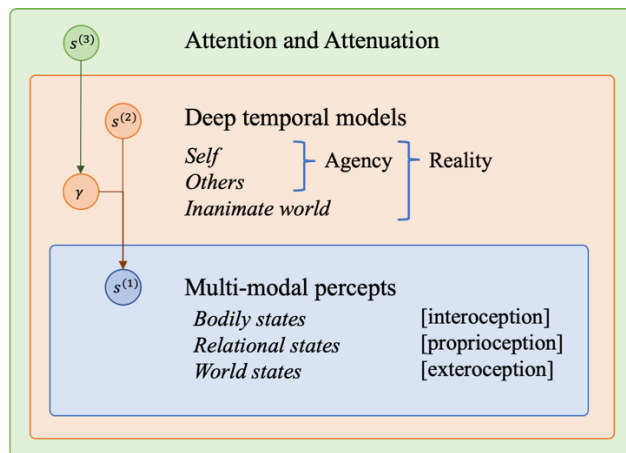 s(3) Attention and Attenuation
s(2) Deep temporal models
Self
Agency Reality
Others
γ
Inanimate world
s(1) Multi-modal percepts
Bodily states [interoception]
Relational states [proprioception]
World states [exteroception]